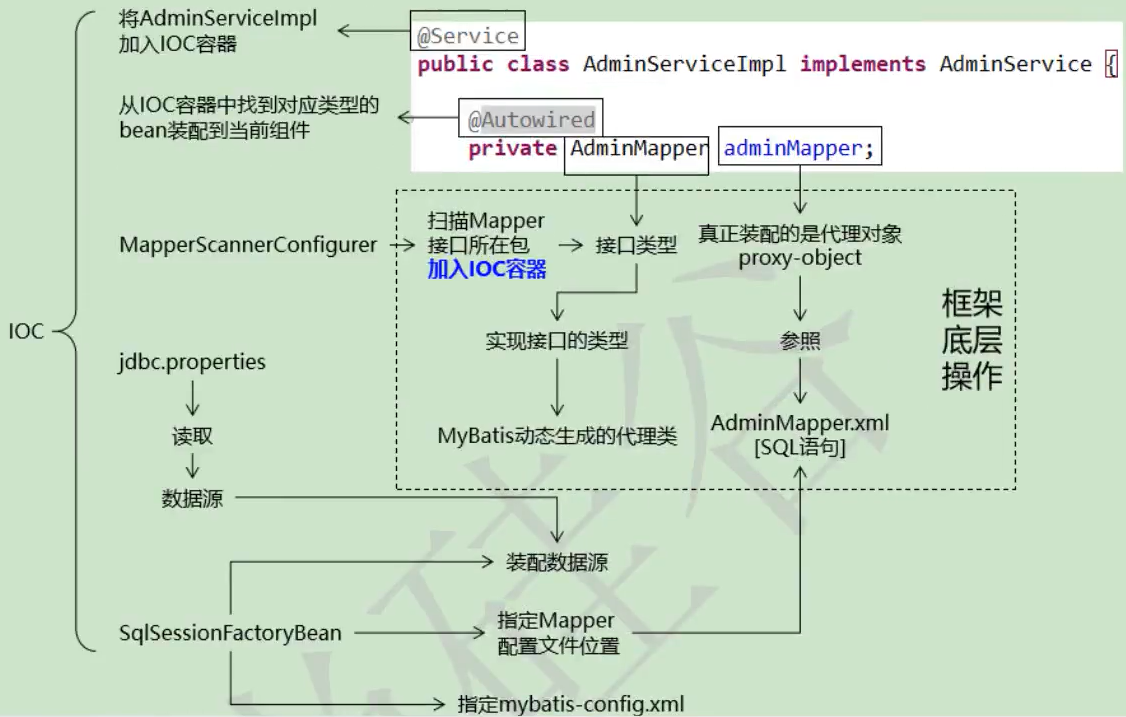 将AdminServiceImpl
加入IOC容器
@Service
public class AdminServiceImpl implements AdminService {
从IOC容器中找到对应类型的
bean装配到当前组件
@Autowired
private AdminMapper adminMapper;
MapperScannerConfigurer
扫描Mapper
接口所在包
加入IOC容器
接口类型
真正装配的是代理对象
proxy-object
框架
底层
操作
IOC
实现接口的类型
参照
jdbc.properties
MyBatis动态生成的代理类
AdminMapper.xml
[SQL语句]
读取
数据源
装配数据源
SqlSessionFactoryBean
指定Mapper
配置文件位置
指定mybatis-config.xml